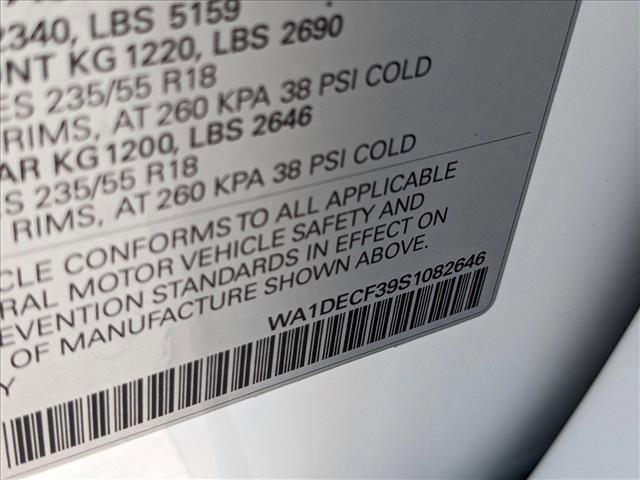 2340, LBS 5159
NT KG 1220, LBS 2690
ES 235/55 R18
RIMS, AT 260 KPA 38 PSI COLD
AR KG 1200, LBS 2646
S 235/55 R18
RIMS, AT 260 KPA 38 PSI COLD
CLE CONFORMS TO ALL APPLICABLE
RAL MOTOR VEHICLE SAFETY AND
EVENTION STANDARDS IN EFFECT ON
OF MANUFACTURE SHOWN ABOVE.
WA1DECF39S1082646
Y